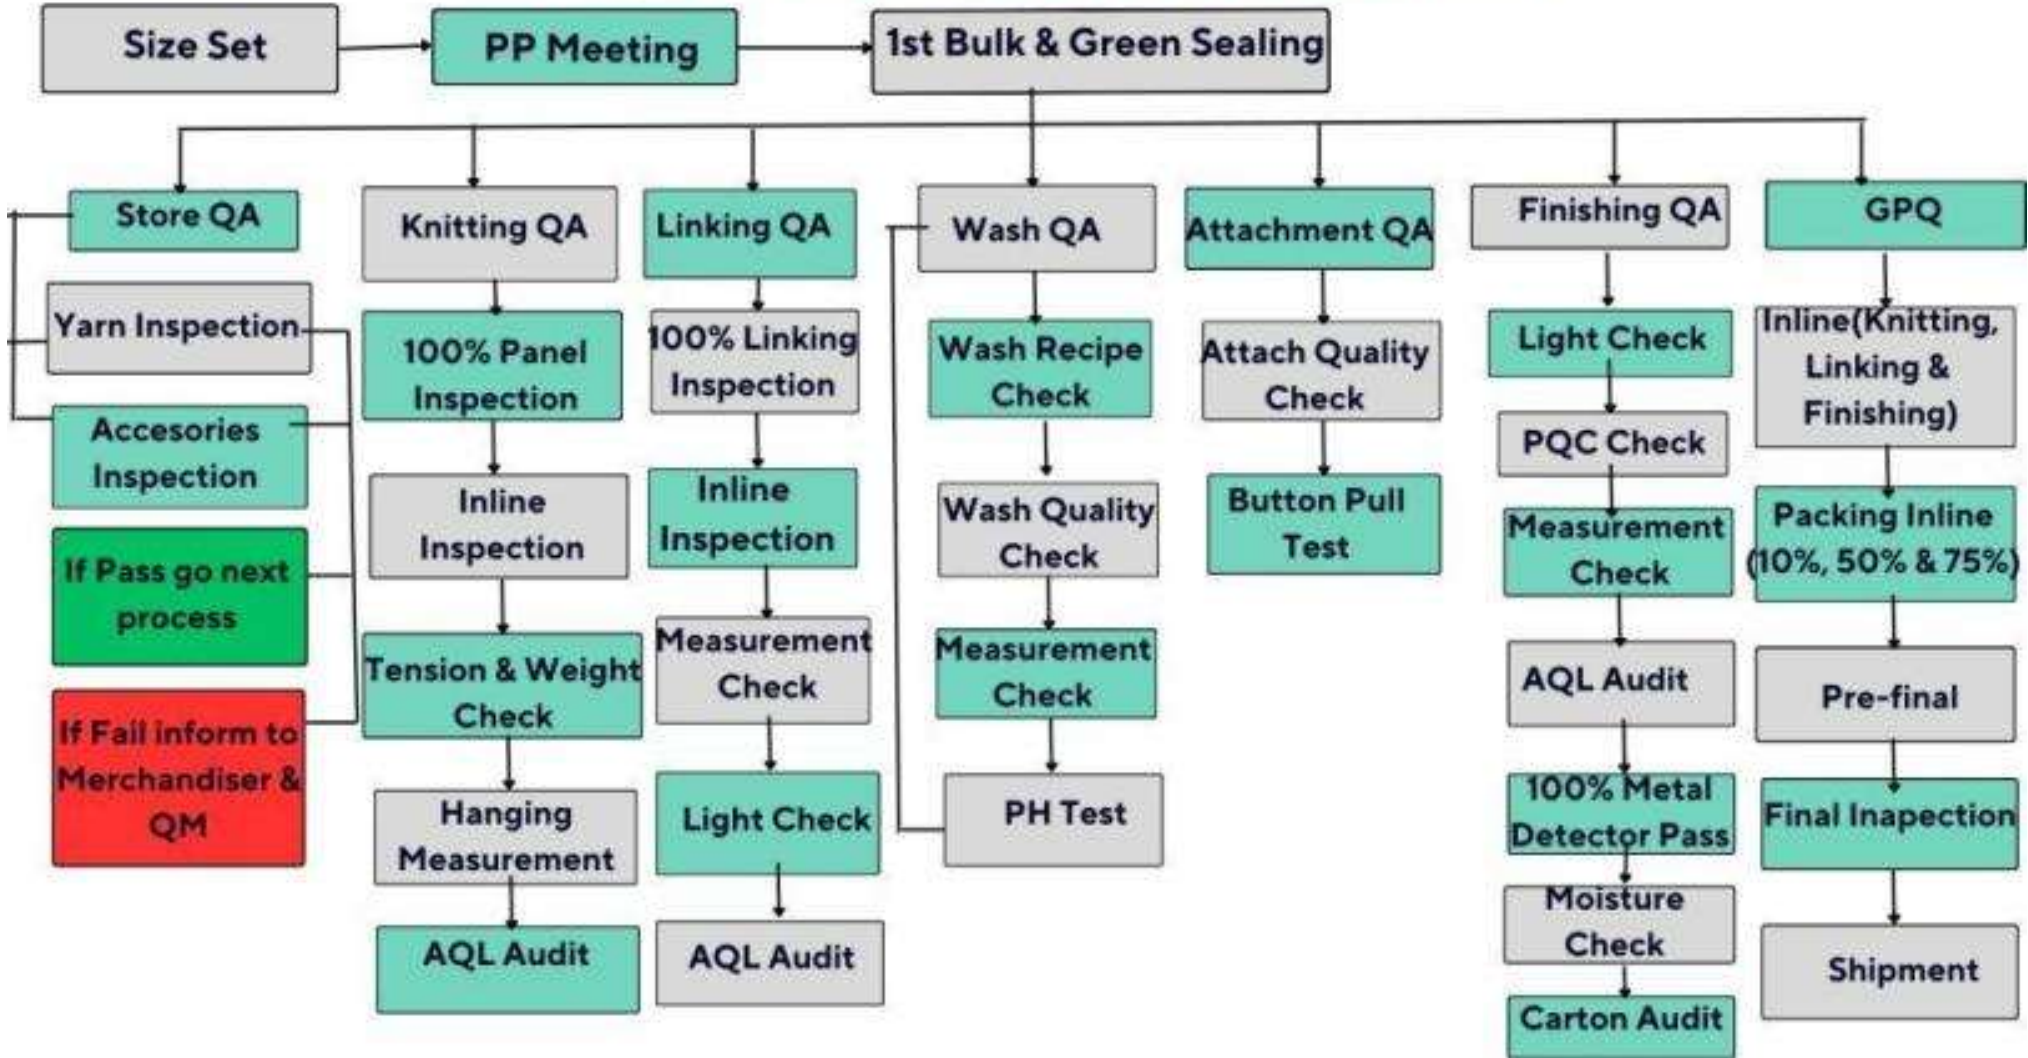 Size Set
PP Meeting
1st Bulk & Green Sealing
Store QA
Yarn Inspection
Accesories
Inspection
If Pass go next
process
If Fail inform to
Merchandiser &
QM
Knitting QA
100% Panel
Inspection
Inline
Inspection
Tension & Weight
Check
Hanging
Measurement
AQL Audit
Linking QA
100% Linking
Inspection
Inline
Inspection
Measurement
Check
Light Check
AQL Audit
Wash QA
Wash Recipe
Check
Wash Quality
Check
Measurement
Check
PH Test
Attachment QA
Attach Quality
Check
Button Pull
Test
Finishing QA
Light Check
PQC Check
Measurement
Check
AQL Audit
100% Metal
Detector Pass
Moisture
Check
Carton Audit
GPQ
Inline(Knitting,
Linking &
Finishing)
Packing Inline
(10%, 50% & 75%)
Pre-final
Final Inapection
Shipment